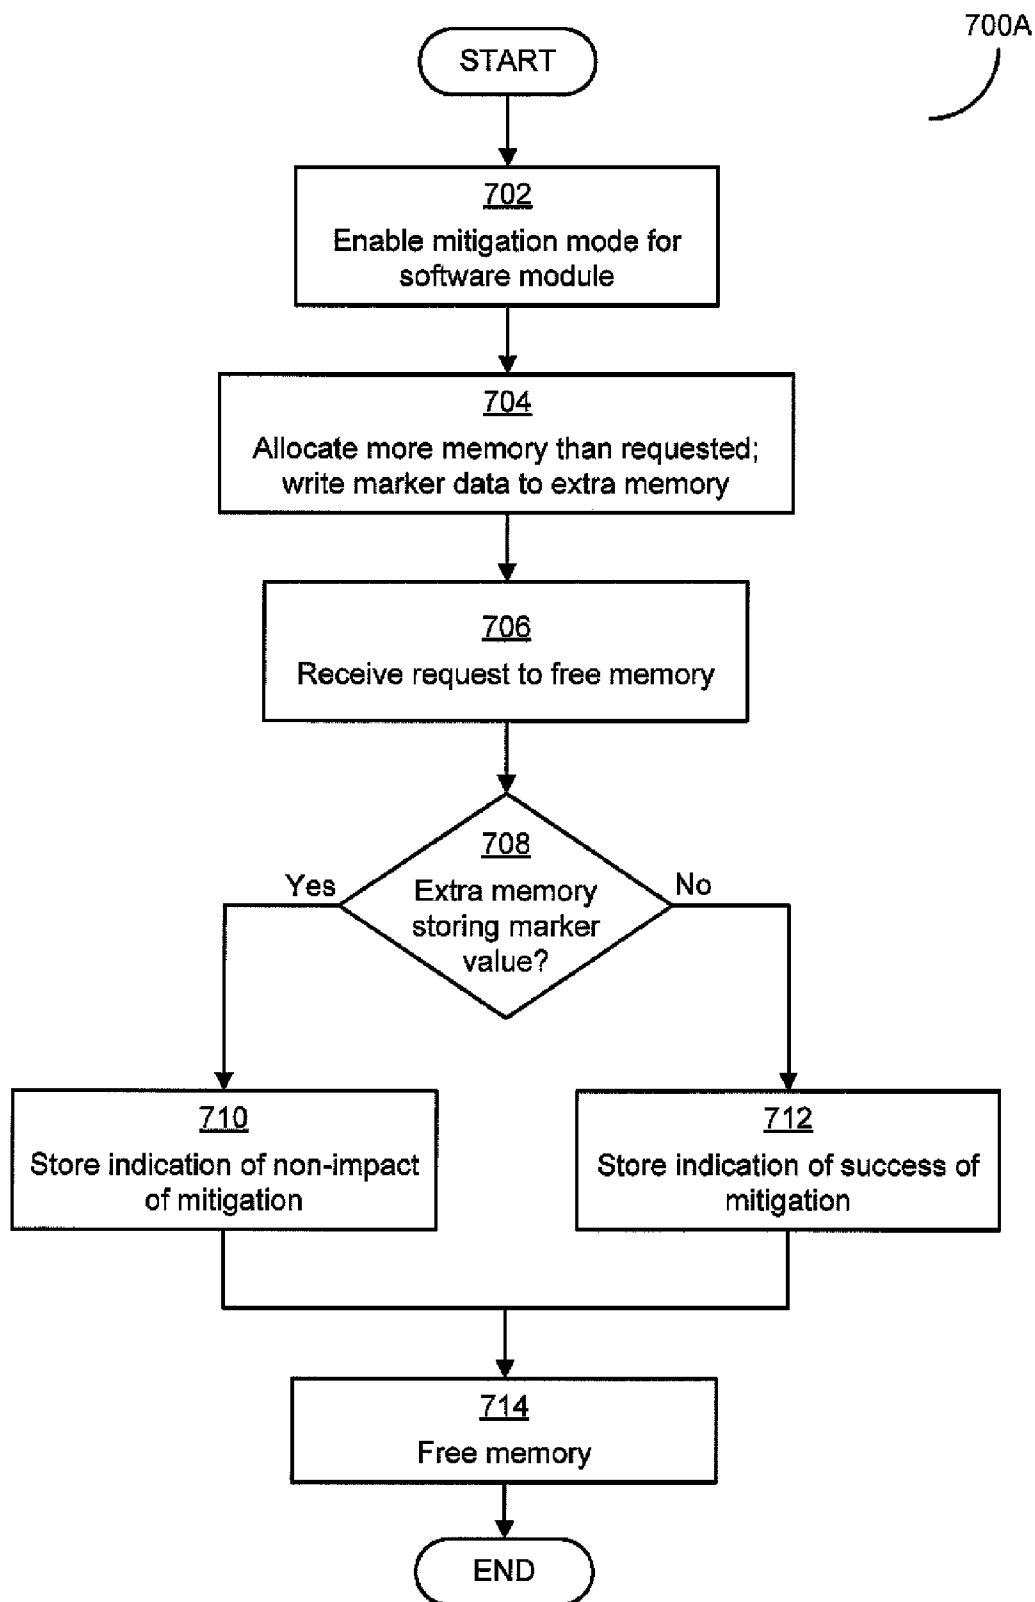 700A
START
702
Enable mitigation mode for
software module
704
Allocate more memory than requested;
write marker data to extra memory
706
Receive request to free memory
708
Extra memory
storing marker
value?
Yes
No
710
Store indication of non-impact
of mitigation
712
Store indication of success of
mitigation
714
Free memory
END